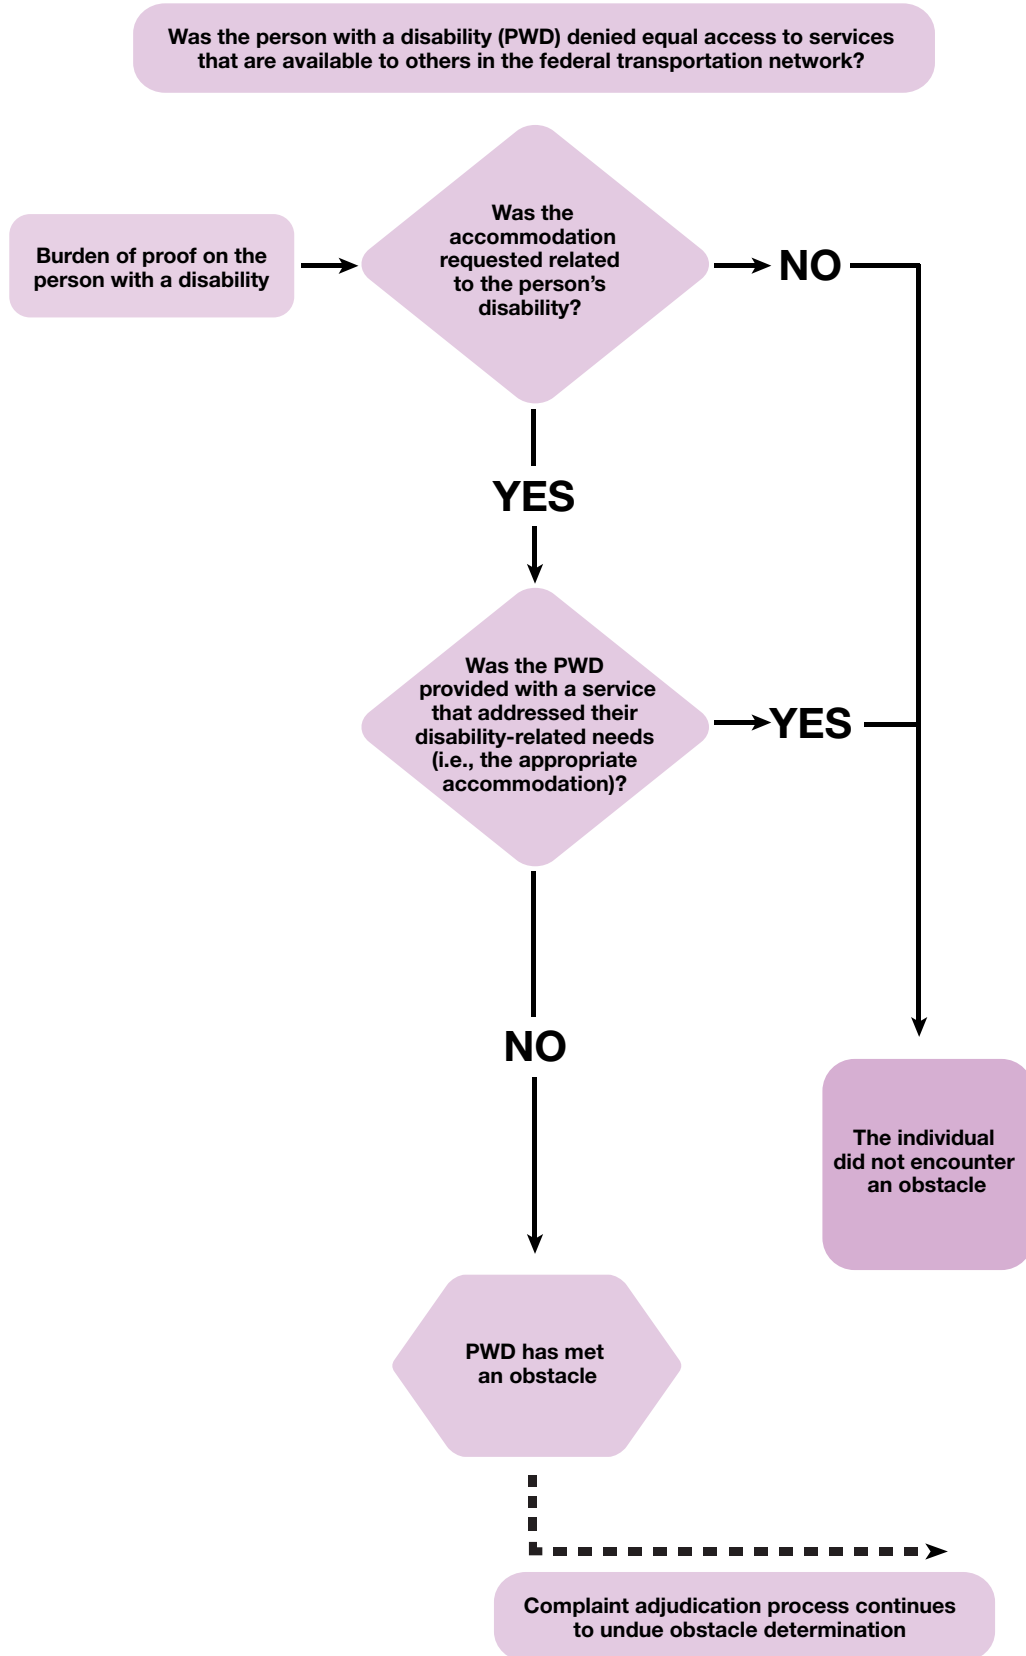 Was the person with a disability (PWD) denied equal access to services
that are available to others in the federal transportation network?
Burden of proof on the
person with a disability
Was the
accommodation
requested related
to the person’s
disability?
NO
YES
Was the PWD
provided with a service
that addressed their
disability-related needs
(i.e., the appropriate
accommodation)?
YES
NO
The individual
did not encounter
an obstacle
PWD has met
an obstacle
Complaint adjudication process continues
to undue obstacle determination